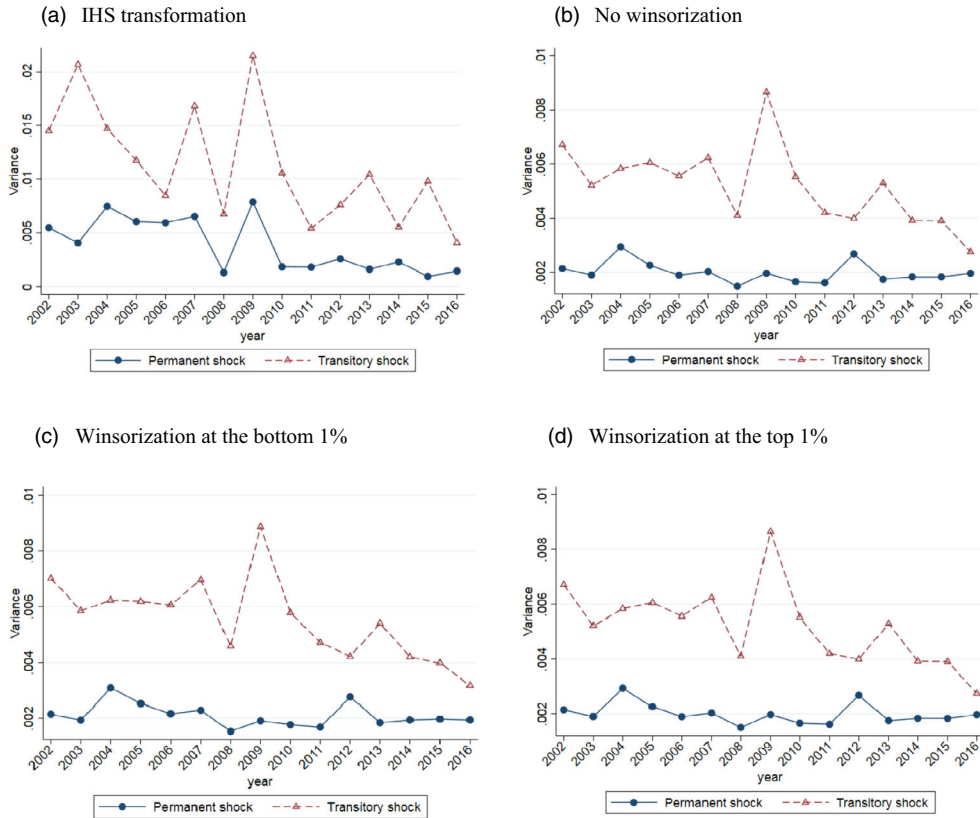 (a) IHS transformation
.02
.015
.01
.005
0
Variance
2002 2003 2004 2005 2006 2007 2008 2009 2010 2011 2012 2013 2014 2015 2016
year
Permanent shock Transitory shock
(b) No winsorization
.01
.008
.006
.004
.002
Variance
2002 2003 2004 2005 2006 2007 2008 2009 2010 2011 2012 2013 2014 2015 2016
year
Permanent shock Transitory shock
(c) Winsorization at the bottom 1%
.01
.008
.006
.004
.002
Variance
2002 2003 2004 2005 2006 2007 2008 2009 2010 2011 2012 2013 2014 2015 2016
year
Permanent shock Transitory shock
(d) Winsorization at the top 1%
.01
.008
.006
.004
.002
Variance
2002 2003 2004 2005 2006 2007 2008 2009 2010 2011 2012 2013 2014 2015 2016
year
Permanent shock Transitory shock